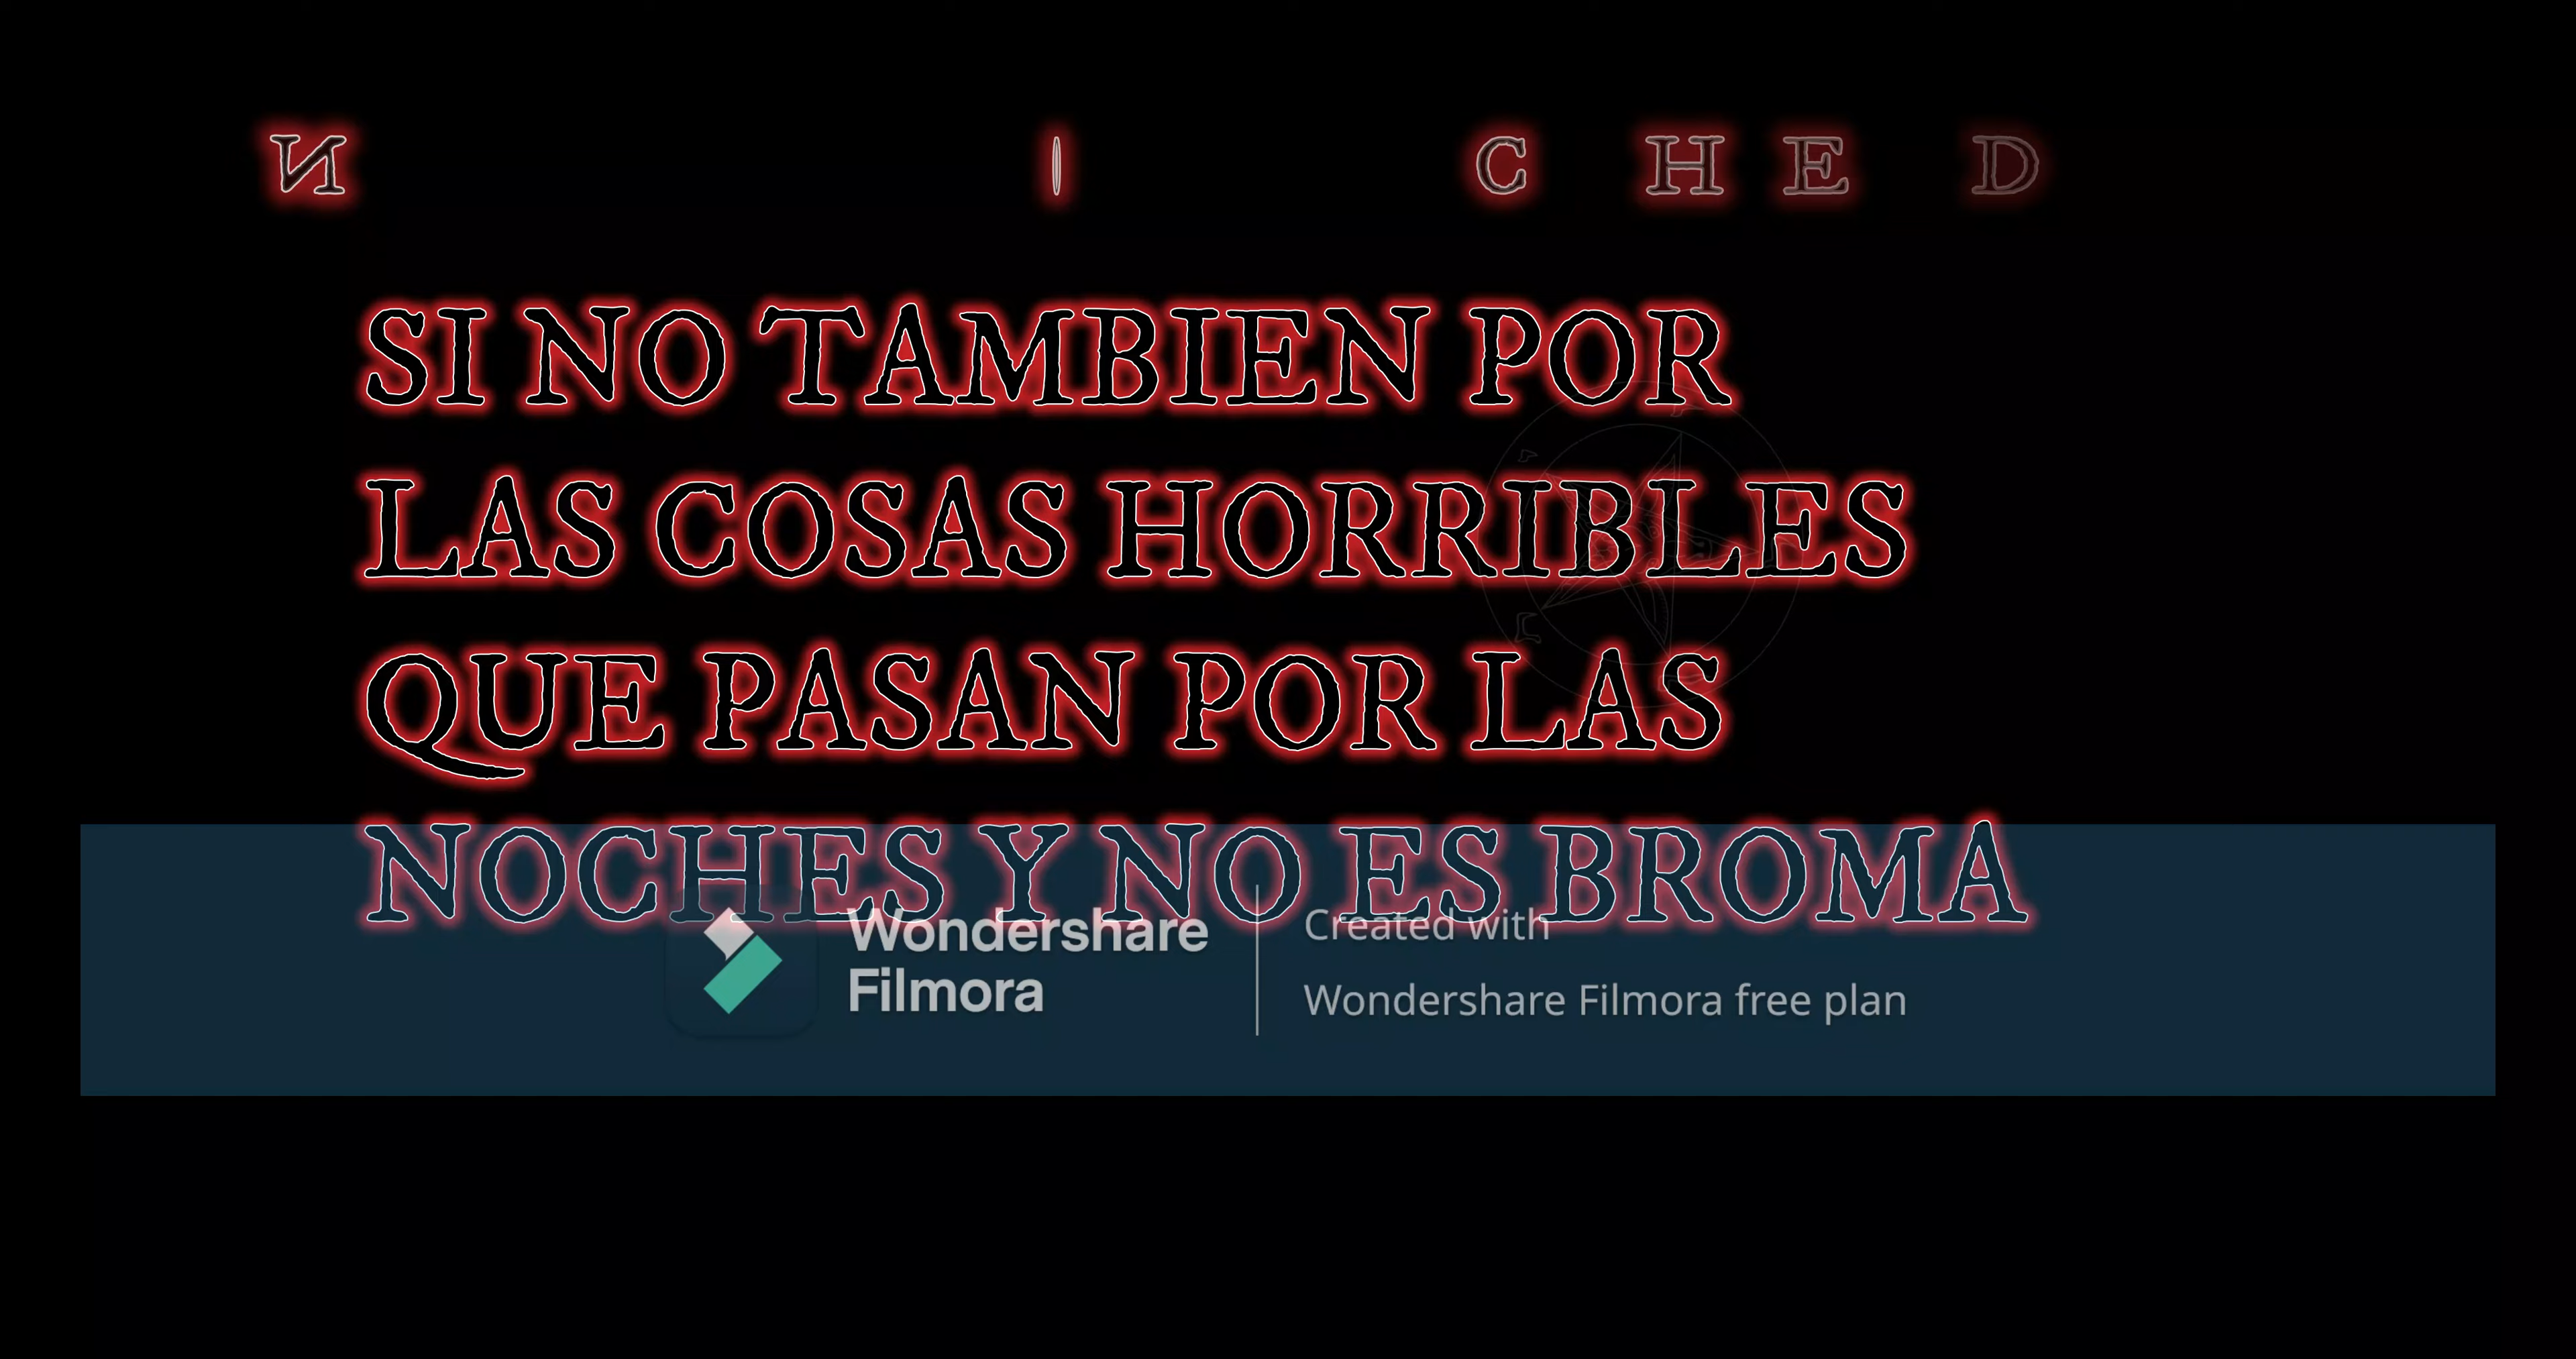 N I C H E D
SI NO TAMBIEN POR
LAS COSAS HORRIBLES
QUE PASAN POR LAS
NOCHES Y NO ES BROMA
Wondershare
Filmora
Created with
Wondershare Filmora free plan